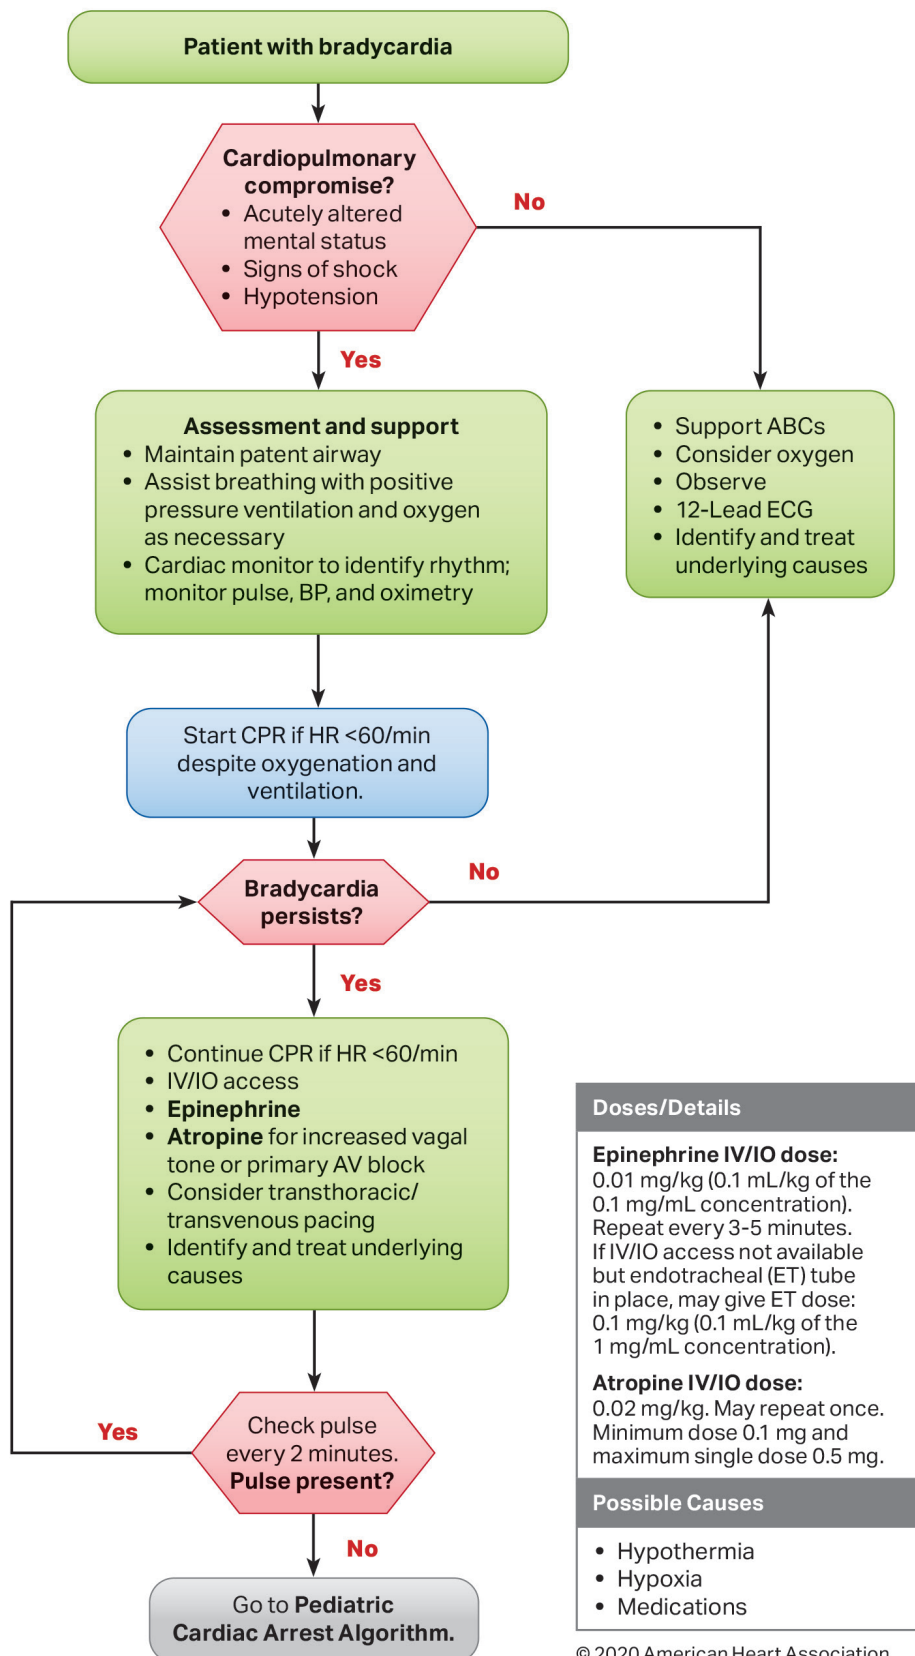 Patient with bradycardia
Cardiopulmonary
compromise?
• Acutely altered
mental status
• Signs of shock
• Hypotension
No
Yes
Assessment and support
• Maintain patent airway
• Assist breathing with positive
pressure ventilation and oxygen
as necessary
• Cardiac monitor to identify rhythm;
monitor pulse, BP, and oximetry
• Support ABCs
• Consider oxygen
• Observe
• 12-Lead ECG
• Identify and treat
underlying causes
Start CPR if HR <60/min
despite oxygenation and
ventilation.
Bradycardia
persists?
No
Yes
• Continue CPR if HR <60/min
• IV/IO access
• Epinephrine
• Atropine for increased vagal
tone or primary AV block
• Consider transthoracic/
transvenous pacing
• Identify and treat underlying
causes
Check pulse
every 2 minutes.
Pulse present?
Yes
No
Go to Pediatric
Cardiac Arrest Algorithm.
Doses/Details
Epinephrine IV/IO dose:
0.01 mg/kg (0.1 mL/kg of the
0.1 mg/mL concentration).
Repeat every 3-5 minutes.
If IV/IO access not available
but endotracheal (ET) tube
in place, may give ET dose:
0.1 mg/kg (0.1 mL/kg of the
1 mg/mL concentration).
Atropine IV/IO dose:
0.02 mg/kg. May repeat once.
Minimum dose 0.1 mg and
maximum single dose 0.5 mg.
Possible Causes
• Hypothermia
• Hypoxia
• Medications
© 2020 American Heart Association